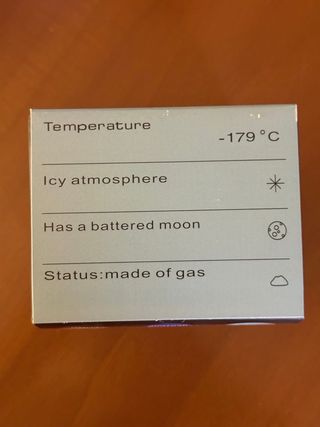 Temperature
-179 °C
Icy atmosphere
Has a battered moon
Status:made of gas